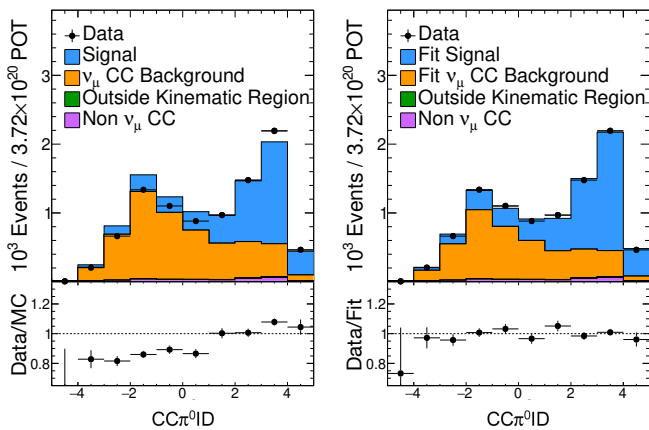 Data
Signal
νμ CC Background
Outside Kinematic Region
Non νμ CC
10³ Events / 3.72×10²⁰ POT
3
2
1
Data/MC
1.2
1
0.8
−4 −2 0 2 4
CCπ⁰ID
Data
Fit Signal
Fit νμ CC Background
Outside Kinematic Region
Non νμ CC
10³ Events / 3.72×10²⁰ POT
3
2
1
Data/Fit
1.2
1
0.8
−4 −2 0 2 4
CCπ⁰ID